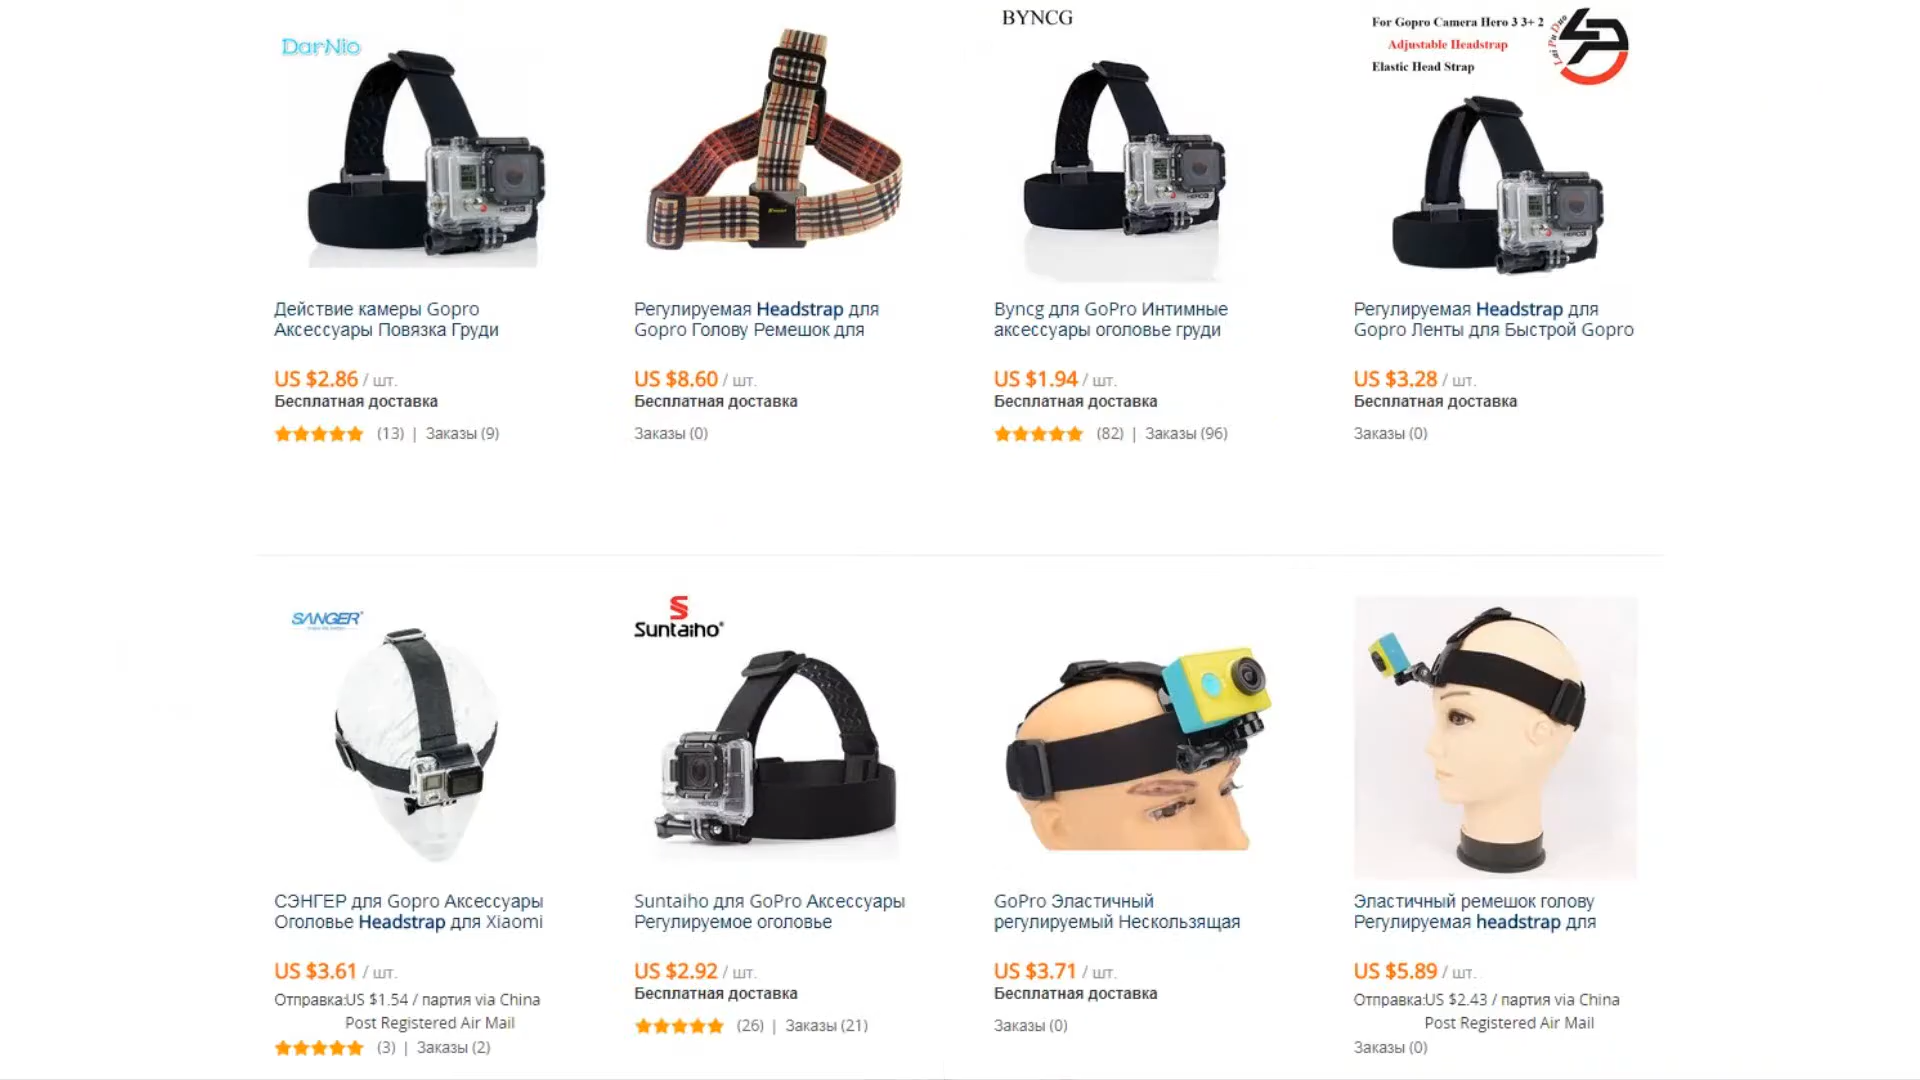 DarNio
BYNCG
For Gopro Camera Hero 3 3+ 2
Adjustable Headstrap
Elastic Head Strap
Lai Pu Duo
HERO3
HERO3
HERO3
Действие камеры Gopro
Аксессуары Повязка Груди
US $2.86 / шт.
Бесплатная доставка
(13) | Заказы (9)
Регулируемая Headstrap для
Gopro Голову Ремешок для
US $8.60 / шт.
Бесплатная доставка
Заказы (0)
Byncg для GoPro Интимные
аксессуары оголовье груди
US $1.94 / шт.
Бесплатная доставка
(82) | Заказы (96)
Регулируемая Headstrap для
Gopro Ленты для Быстрой Gopro
US $3.28 / шт.
Бесплатная доставка
Заказы (0)
SANGER
Suntaiho
HERO3
СЭНГЕР для Gopro Аксессуары
Оголовье Headstrap для Xiaomi
US $3.61 / шт.
Отправка:US $1.54 / партия via China
Post Registered Air Mail
(3) | Заказы (2)
Suntaiho для GoPro Аксессуары
Регулируемое оголовье
US $2.92 / шт.
Бесплатная доставка
(26) | Заказы (21)
GoPro Эластичный
регулируемый Нескользящая
US $3.71 / шт.
Бесплатная доставка
Заказы (0)
Эластичный ремешок голову
Регулируемая headstrap для
US $5.89 / шт.
Отправка:US $2.43 / партия via China
Post Registered Air Mail
Заказы (0)